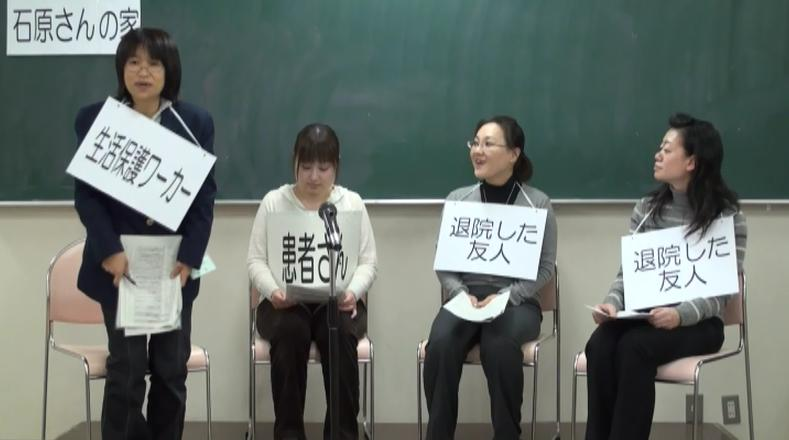 石原さんの家
生活保護ワーカー
患者さん
退院した
友人
退院した
友人